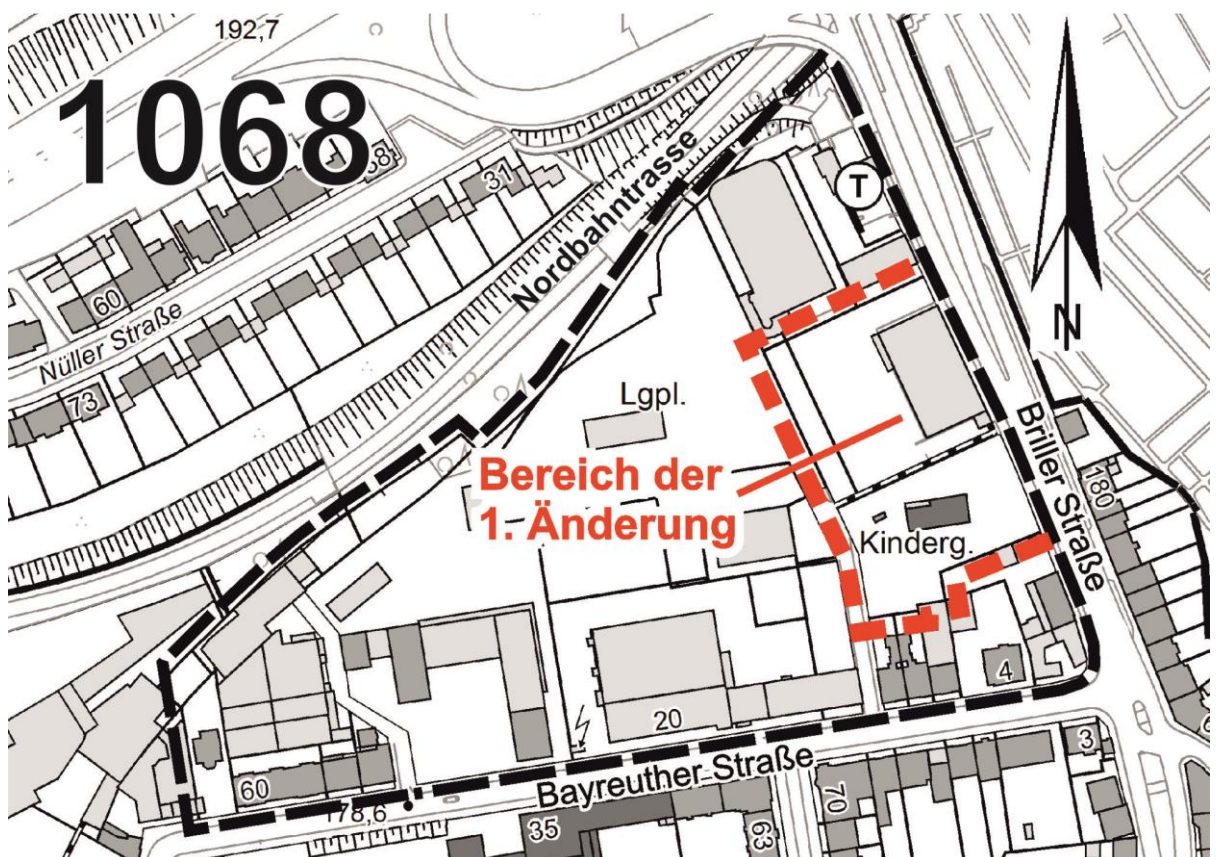 192,7
1068
38
31
60
Nüller Straße
73
Nordbahntrasse
T
N
Lgpl.
Bereich der
1. Änderung
Kinderg.
Briller Straße
180
4
20
Bayreuther Straße
60
178,6
35
63
70
3